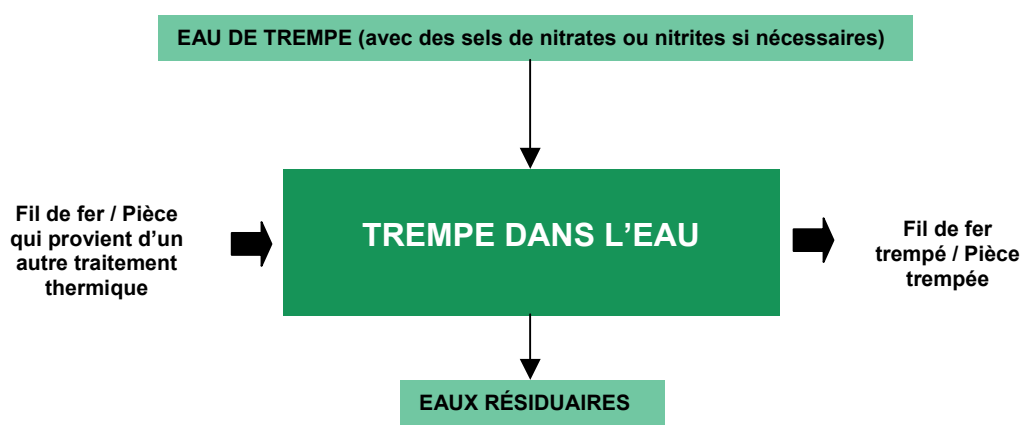 EAU DE TREMPE (avec des sels de nitrates ou nitrites si nécessaires)
Fil de fer / Pièce
qui provient d'un
autre traitement
thermique
TREMPE DANS L'EAU
Fil de fer
trempé / Pièce
trempée
EAUX RÉSIDUAIRES